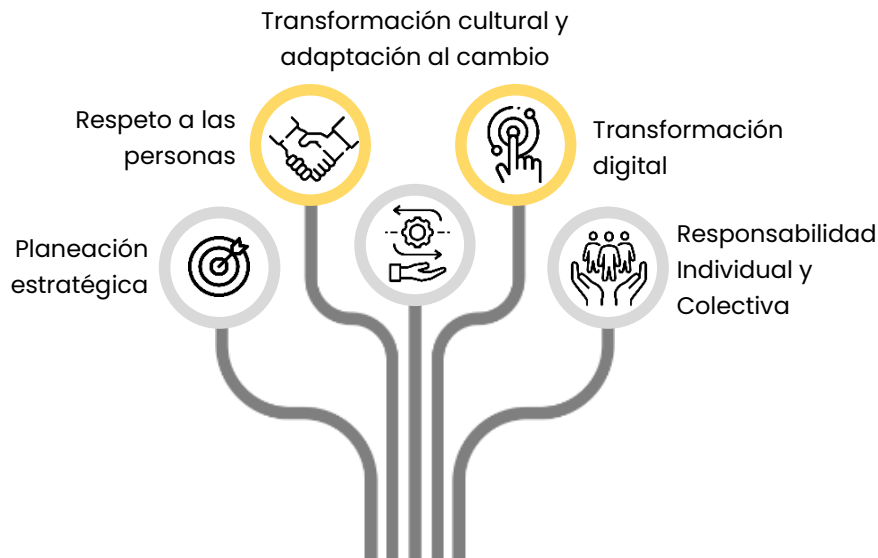 Transformación cultural y
adaptación al cambio
Respeto a las
personas
Transformación
digital
Planeación
estratégica
Responsabilidad
Individual y
Colectiva